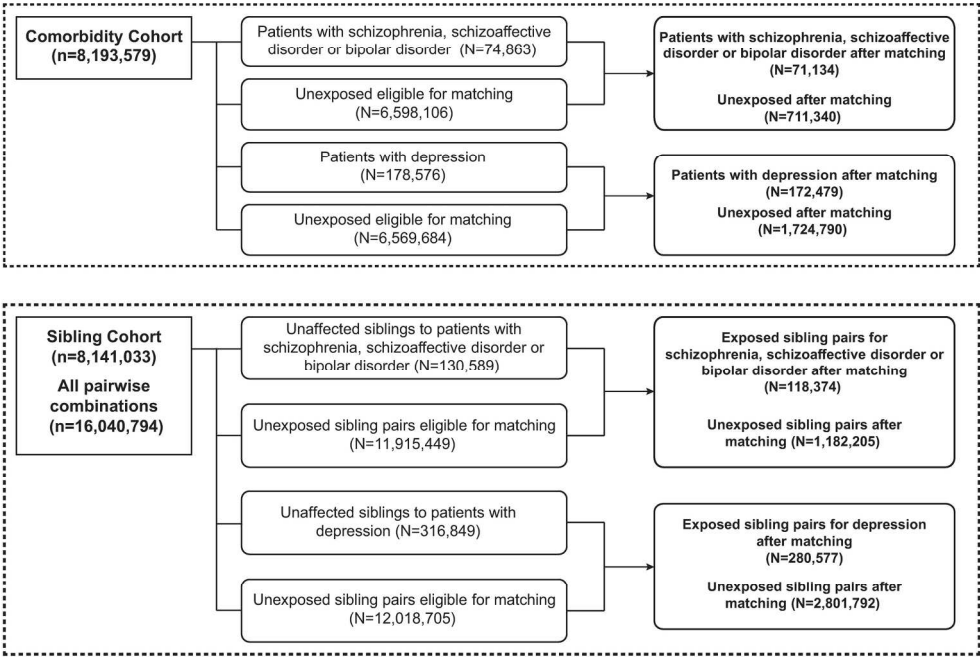 Comorbidity Cohort
(n=8,193,579)
Patients with schizophrenia, schizoaffective
disorder or bipolar disorder (N=74,863)
Unexposed eligible for matching
(N=6,598,106)
Patients with depression
(N=178,576)
Unexposed eligible for matching
(N=6,569,684)
Patients with schizophrenia, schizoaffective
disorder or bipolar disorder after matching
(N=71,134)
Unexposed after matching
(N=711,340)
Patients with depression after matching
(N=172,479)
Unexposed after matching
(N=1,724,790)
Sibling Cohort
(n=8,141,033)
All pairwise
combinations
(n=16,040,794)
Unaffected siblings to patients with
schizophrenia, schizoaffective disorder or
bipolar disorder (N=130,589)
Unexposed sibling pairs eligible for matching
(N=11,915,449)
Unaffected siblings to patients with
depression (N=316,849)
Unexposed sibling pairs eligible for matching
(N=12,018,705)
Exposed sibling pairs for
schizophrenia, schizoaffective disorder or
bipolar disorder after matching
(N=118,374)
Unexposed sibling pairs after
matching (N=1,182,205)
Exposed sibling pairs for depression
after matching
(N=280,577)
Unexposed sibling pairs after
matching (N=2,801,792)